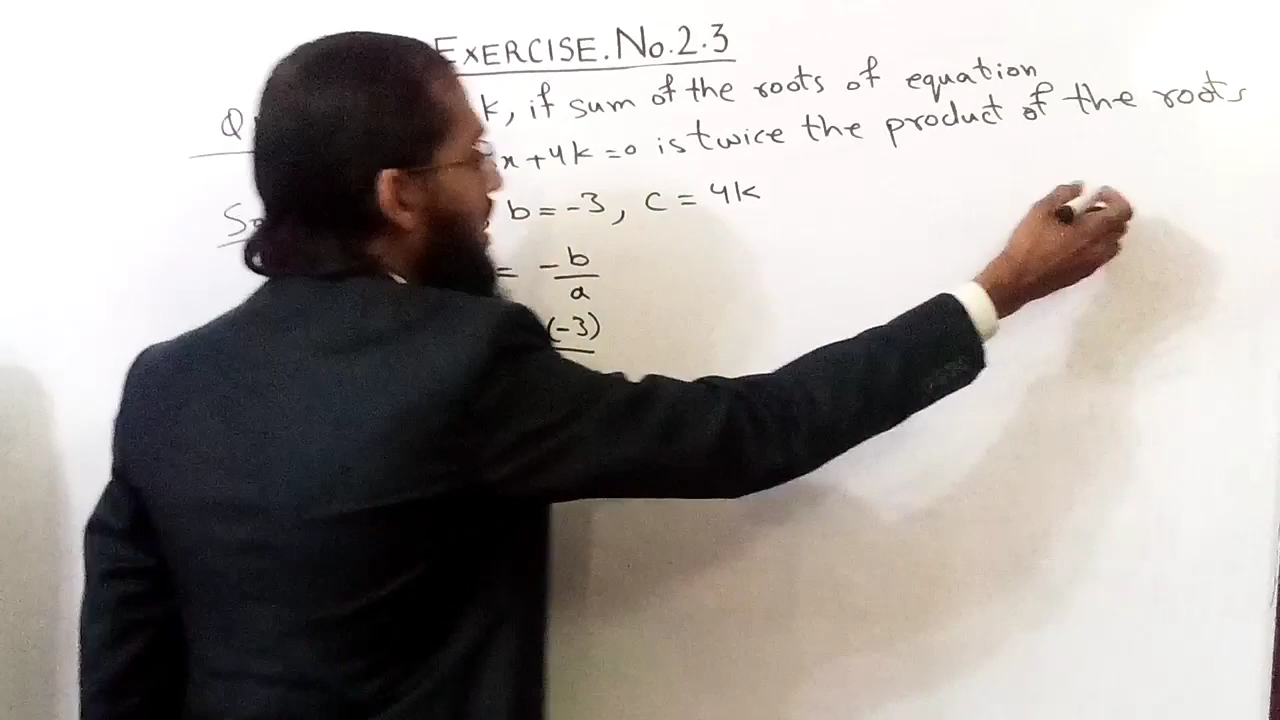 EXERCISE. No. 2.3
Q k, if sum of the roots of equation
x + 4k = 0 is twice the product of the roots
So b = -3, c = 4k
= -b/a
(-3)